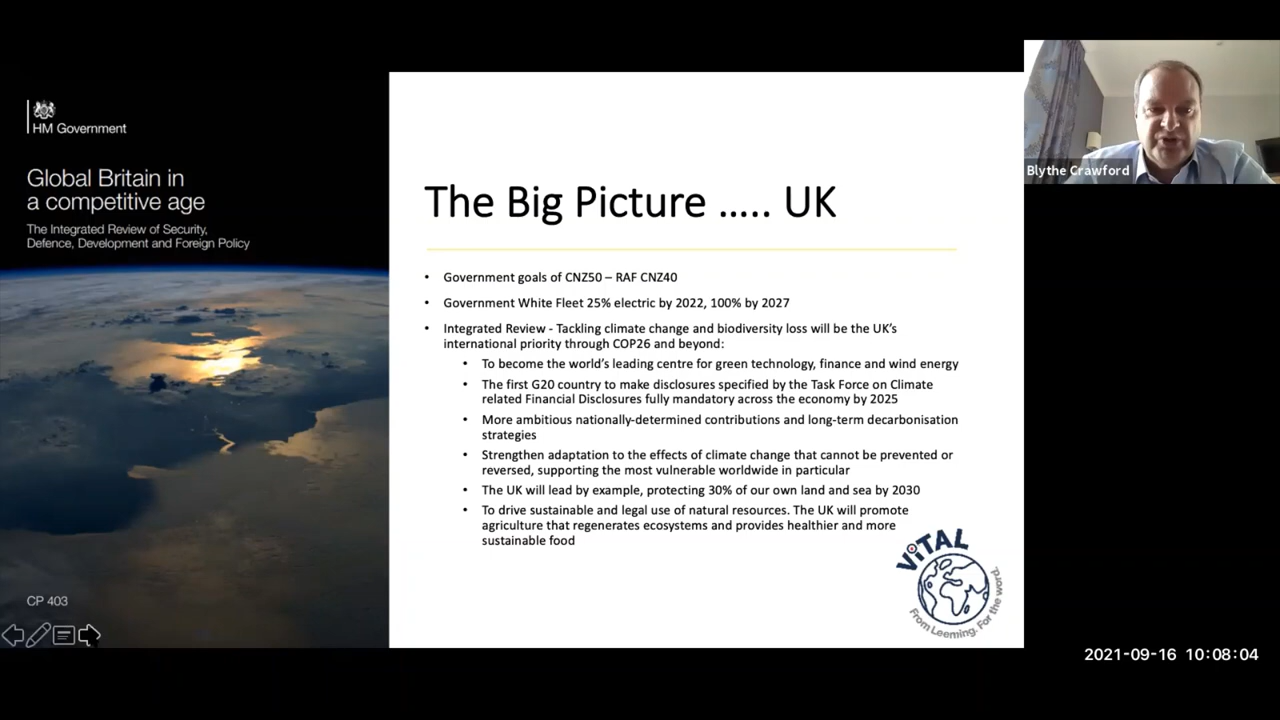 HM Government
Global Britain in
a competitive age
The Integrated Review of Security,
Defence, Development and Foreign Policy
CP 403
The Big Picture ..... UK
• Government goals of CNZ50 – RAF CNZ40
• Government White Fleet 25% electric by 2022, 100% by 2027
• Integrated Review - Tackling climate change and biodiversity loss will be the UK's
international priority through COP26 and beyond:
• To become the world's leading centre for green technology, finance and wind energy
• The first G20 country to make disclosures specified by the Task Force on Climate
related Financial Disclosures fully mandatory across the economy by 2025
• More ambitious nationally-determined contributions and long-term decarbonisation
strategies
• Strengthen adaptation to the effects of climate change that cannot be prevented or
reversed, supporting the most vulnerable worldwide in particular
• The UK will lead by example, protecting 30% of our own land and sea by 2030
• To drive sustainable and legal use of natural resources. The UK will promote
agriculture that regenerates ecosystems and provides healthier and more
sustainable food
ViTAL
From Leeming. For the word.
Blythe Crawford
2021-09-16 10:08:04